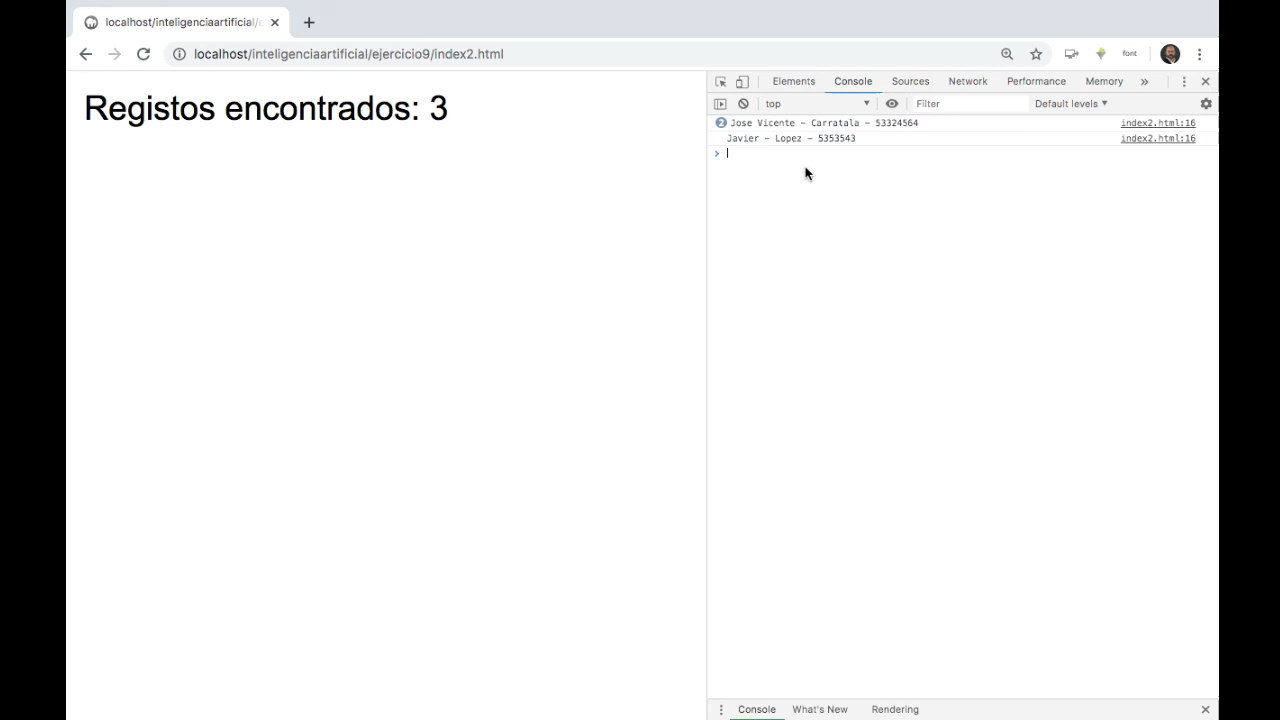 localhost/inteligenciaartificial/e
localhost/inteligenciaartificial/ejercicio9/index2.html
font
Registos encontrados: 3
Elements Console Sources Network Performance Memory »
top Filter Default levels
2 Jose Vicente - Carratala - 53324564 index2.html:16
Javier - Lopez - 5353543 index2.html:16
>
Console What's New Rendering